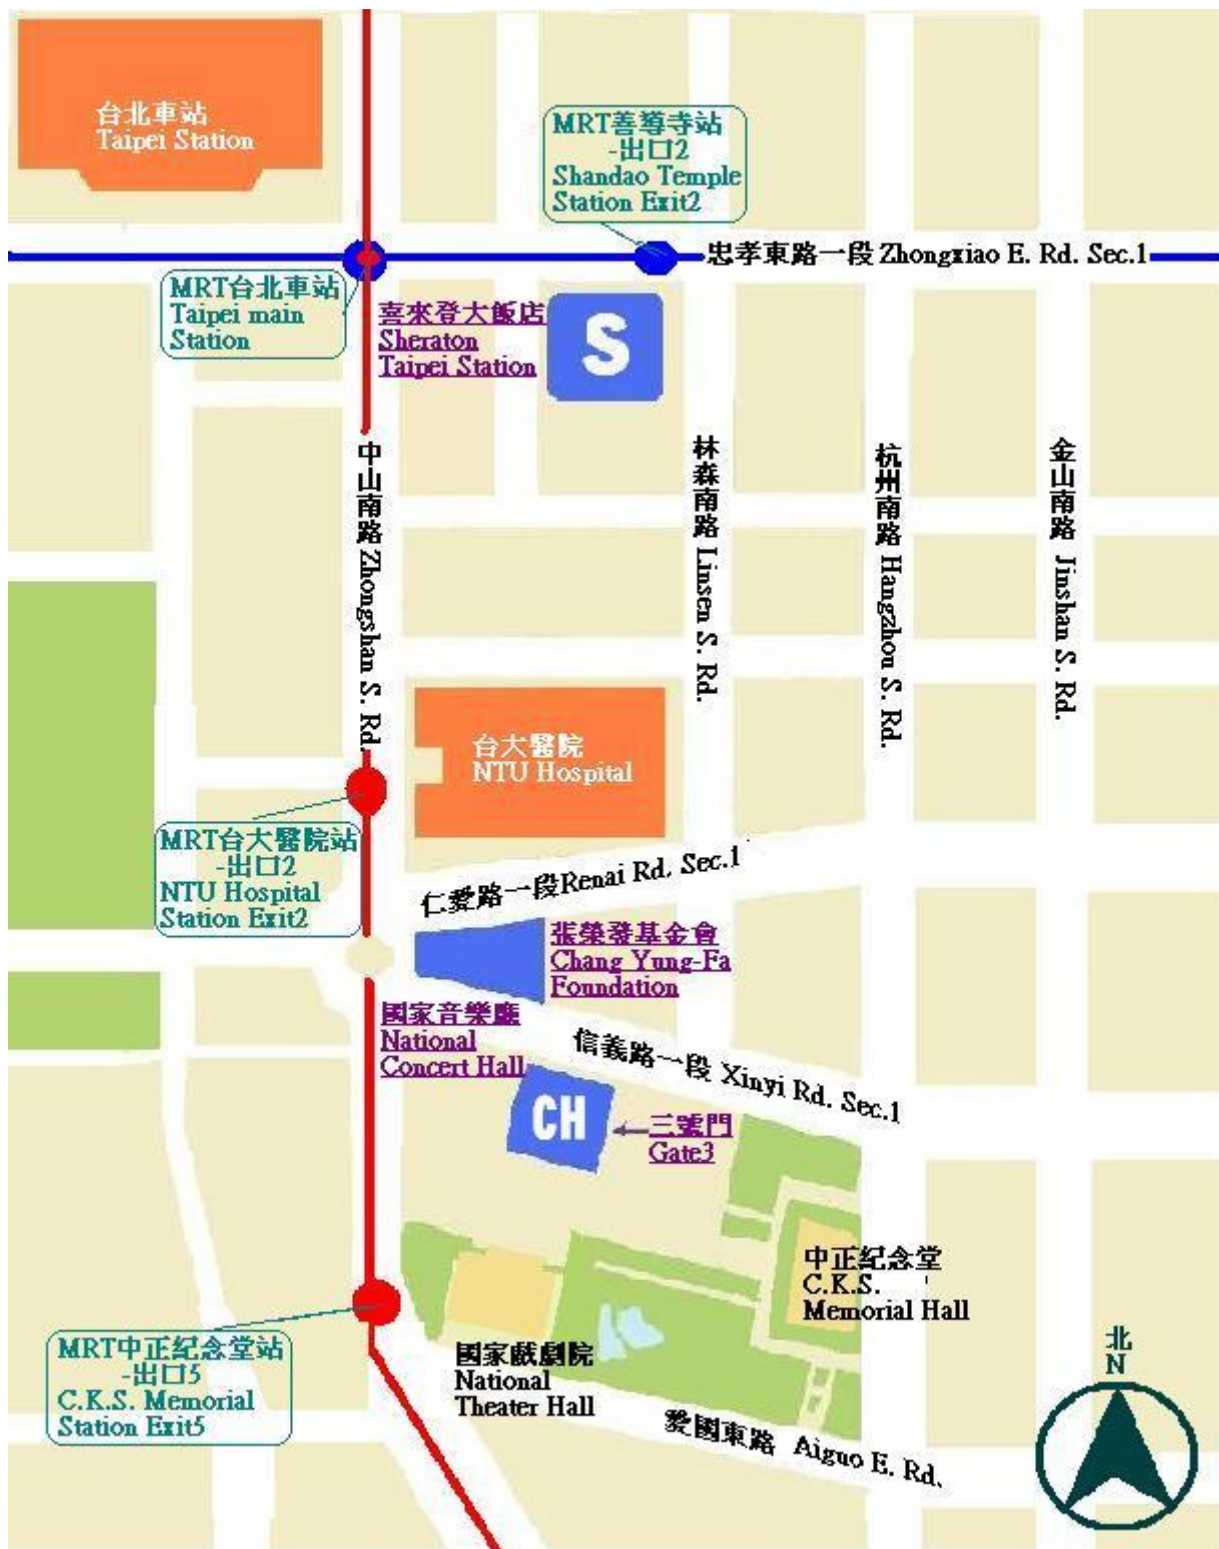 台北車站
Taipei Station
MRT善導寺站
-出口2
Shandao Temple
Station Exit2
忠孝東路一段 Zhongxiao E. Rd. Sec.1
MRT台北車站
Taipei main
Station
喜來登大飯店
Sheraton
Taipei Station
S
中山南路 Zhongshan S. Rd.
林森南路 Linsen S. Rd.
杭州南路 Hangzhou S. Rd.
金山南路 Jinshan S. Rd.
台大醫院
NTU Hospital
MRT台大醫院站
-出口2
NTU Hospital
Station Exit2
仁愛路一段Renai Rd. Sec.1
張榮發基金會
Chang Yung-Fa
Foundation
國家音樂廳
National
Concert Hall
信義路一段 Xinyi Rd. Sec.1
CH
三號門
Gate3
中正紀念堂
C.K.S.
Memorial Hall
MRT中正紀念堂站
-出口5
C.K.S. Memorial
Station Exit5
國家戲劇院
National
Theater Hall
愛國東路 Aiguo E. Rd.
北
N